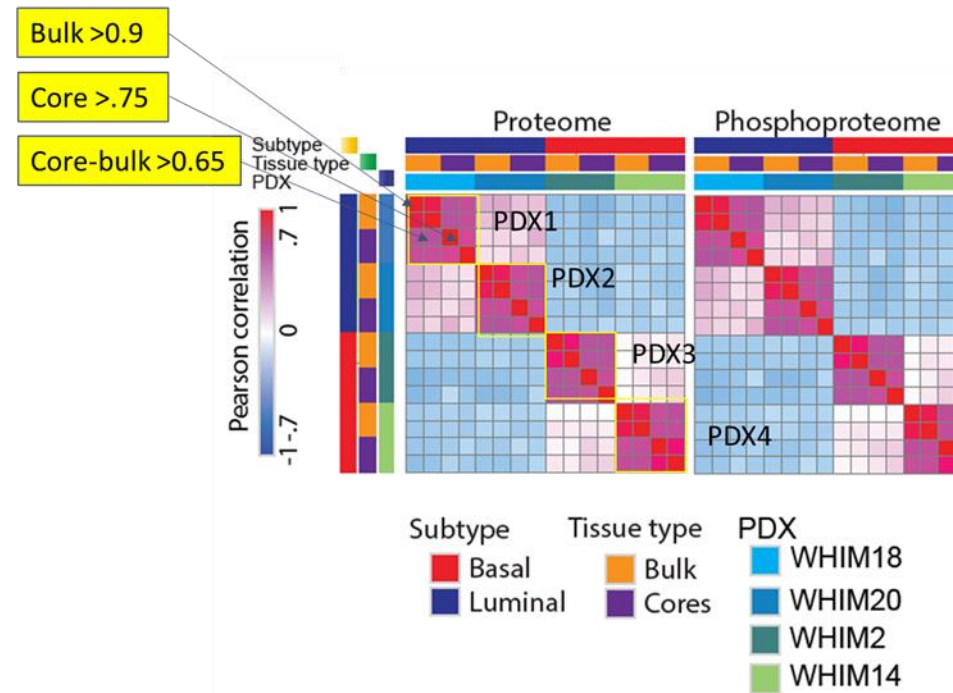 Bulk >0.9
Core >.75
Core-bulk >0.65
Proteome
Phosphoproteome
Subtype
Tissue type
PDX
Pearson correlation
1
.7
0
-.7
-1
PDX1
PDX2
PDX3
PDX4
Subtype
Basal
Luminal
Tissue type
Bulk
Cores
PDX
WHIM18
WHIM20
WHIM2
WHIM14